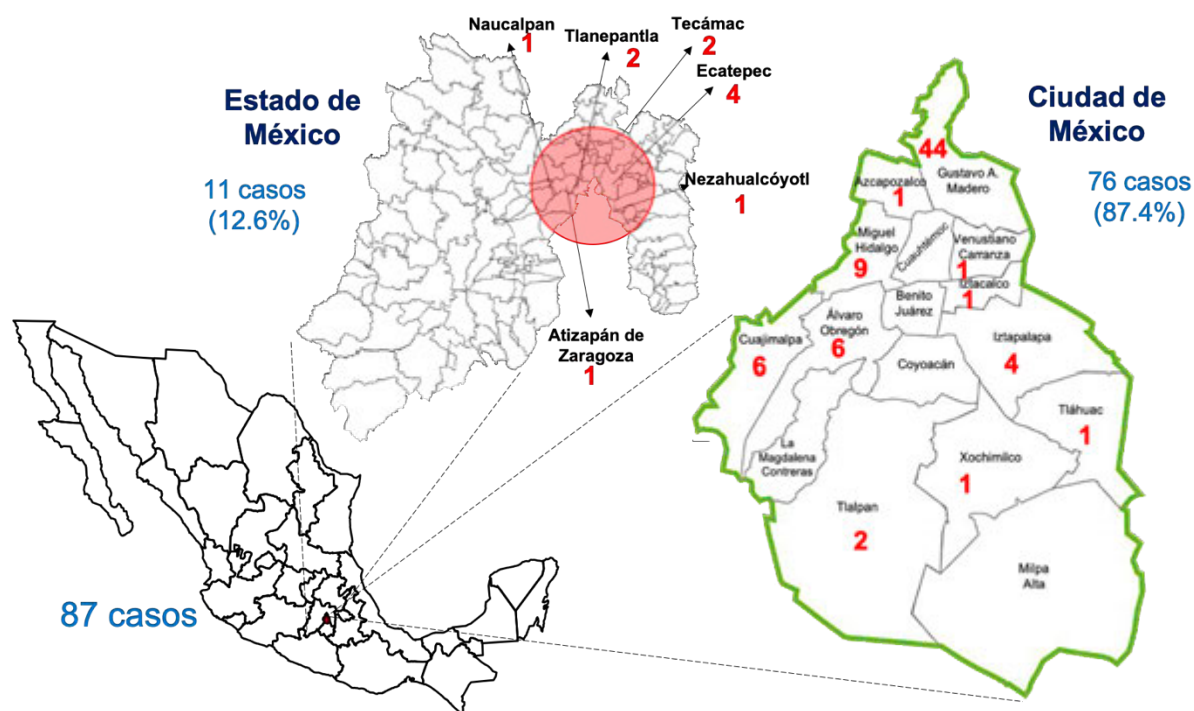 Naucalpan
1
Tlanepantla
2
Tecámac
2
Ecatepec
4
Estado de
México
11 casos
(12.6%)
Nezahualcóyotl
1
Atizapán de
Zaragoza
1
87 casos
Ciudad de
México
76 casos
(87.4%)
44
Gustavo A.
Madero
Azcapozalco
1
Miguel
Hidalgo
9
Cuauhtémoc
Venustiano
Carranza
1
Iztacalco
1
Benito
Juárez
Álvaro
Obregón
6
Cuajimalpa
6
Iztapalapa
4
Coyoacán
Tláhuac
1
La
Magdalena
Contreras
Xochimilco
1
Tlalpan
2
Milpa
Alta